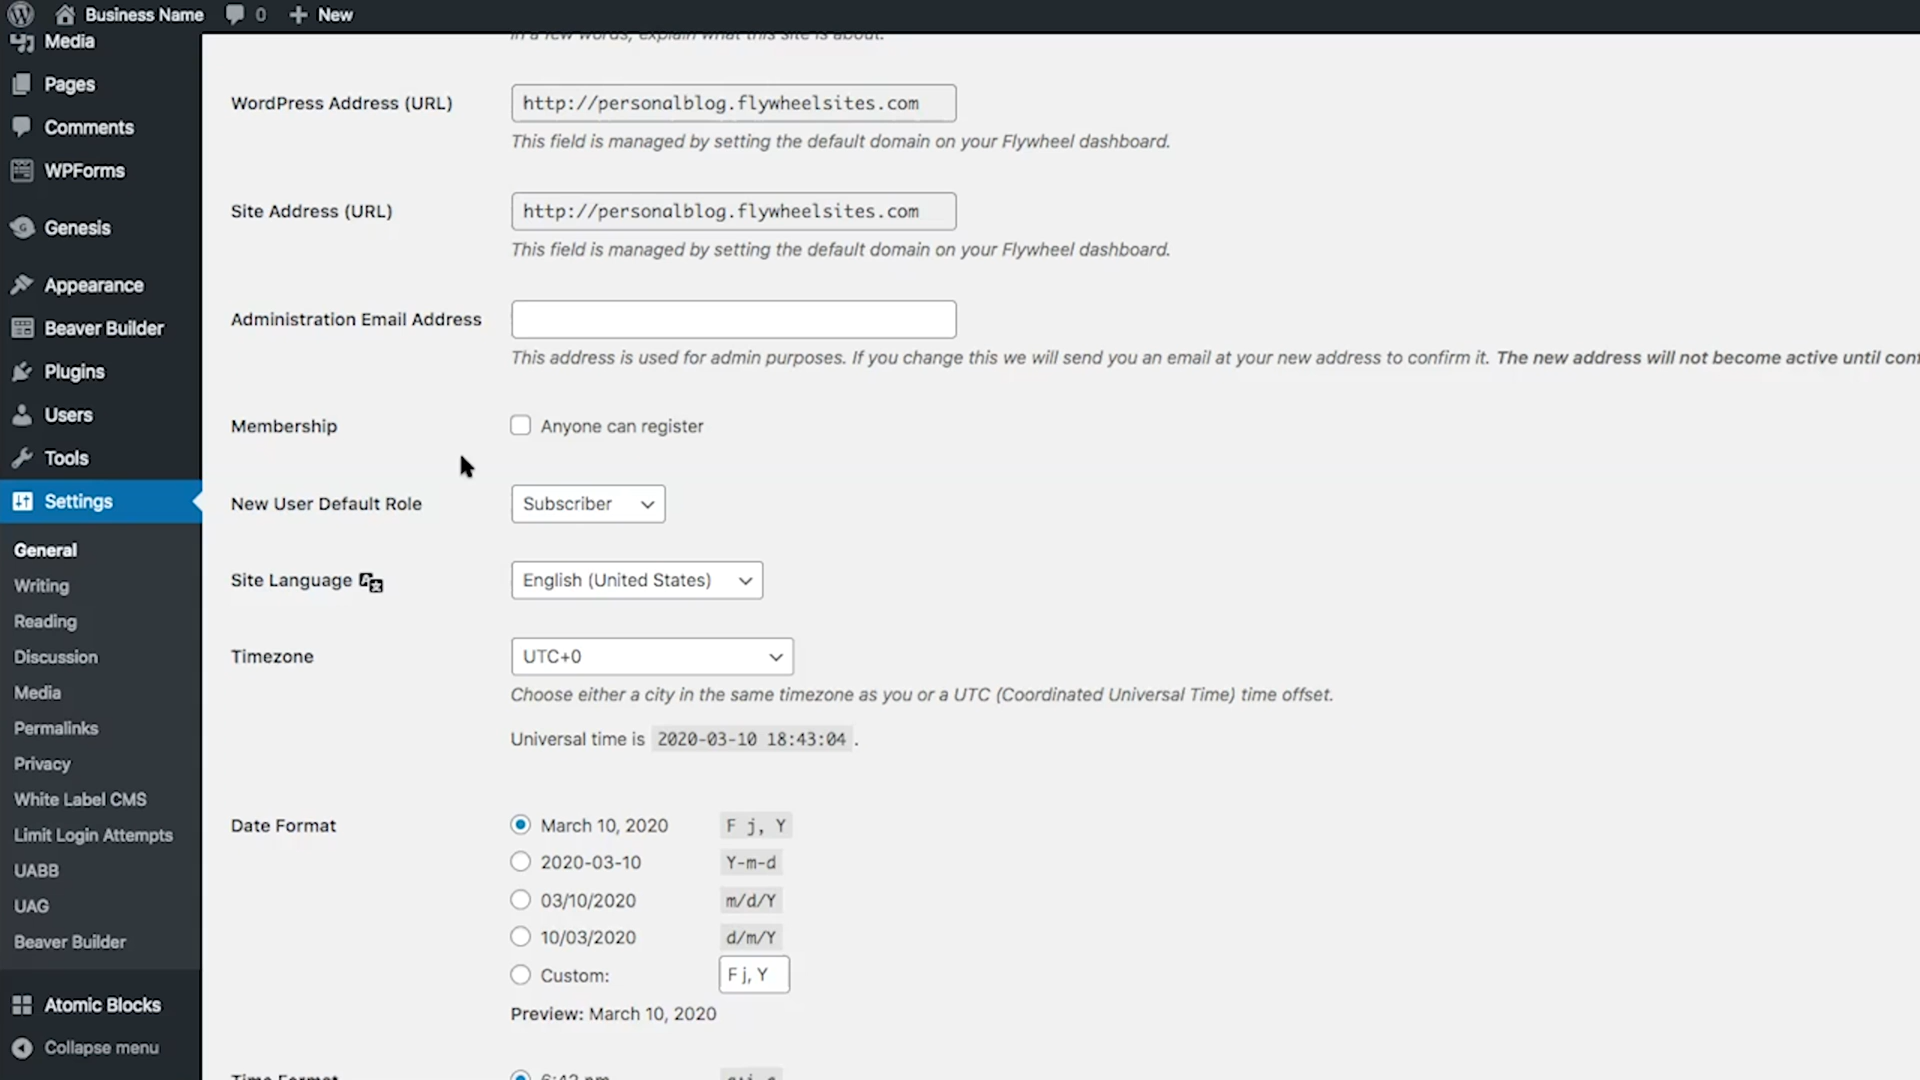 Business Name 0 New
Media
Pages
Comments
WPForms
Genesis
Appearance
Beaver Builder
Plugins
Users
Tools
Settings
General
Writing
Reading
Discussion
Media
Permalinks
Privacy
White Label CMS
Limit Login Attempts
UABB
UAG
Beaver Builder
Atomic Blocks
Collapse menu
In a few words, explain what this site is about.
WordPress Address (URL) http://personalblog.flywheelsites.com
This field is managed by setting the default domain on your Flywheel dashboard.
Site Address (URL) http://personalblog.flywheelsites.com
This field is managed by setting the default domain on your Flywheel dashboard.
Administration Email Address
This address is used for admin purposes. If you change this we will send you an email at your new address to confirm it. The new address will not become active until
Membership Anyone can register
New User Default Role Subscriber
Site Language English (United States)
Timezone UTC+0
Choose either a city in the same timezone as you or a UTC (Coordinated Universal Time) time offset.
Universal time is 2020-03-10 18:43:04 .
Date Format March 10, 2020 F j, Y
2020-03-10 Y-m-d
03/10/2020 m/d/Y
10/03/2020 d/m/Y
Custom: F j, Y
Preview: March 10, 2020
Time Format